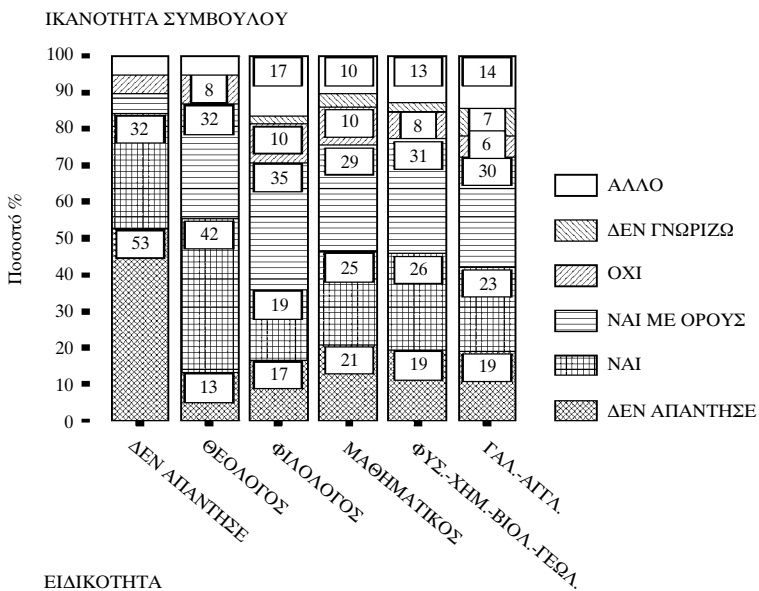 ΙΚΑΝΟΤΗΤΑ ΣΥΜΒΟΥΛΟΥ
100
90
80
70
60
50
40
30
20
10
0
Ποσοστό %
32
53
8
32
42
13
17
10
35
19
17
10
10
29
25
21
13
8
31
26
19
14
7
6
30
23
19
ΑΛΛΟ
ΔΕΝ ΓΝΩΡΙΖΩ
ΟΧΙ
ΝΑΙ ΜΕ ΟΡΟΥΣ
ΝΑΙ
ΔΕΝ ΑΠΑΝΤΗΣΕ
ΔΕΝ ΑΠΑΝΤΗΣΕ
ΘΕΟΛΟΓΟΣ
ΦΙΛΟΛΟΓΟΣ
ΜΑΘΗΜΑΤΙΚΟΣ
ΦΥΣ.-ΧΗΜ.-ΒΙΟΛ.-ΓΕΩΛ.
ΓΑΛ.-ΑΓΓΛ.
ΕΙΔΙΚΟΤΗΤΑ